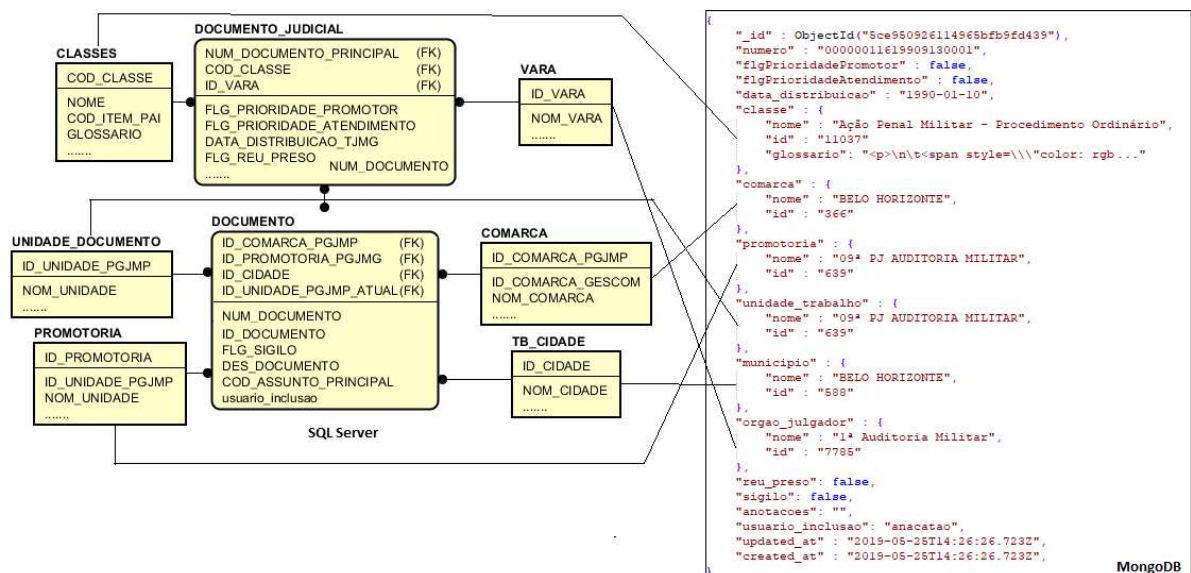 DOCUMENTO_JUDICIAL
NUM_DOCUMENTO_PRINCIPAL (FK)
COD_CLASSE (FK)
ID_VARA (FK)
FLG_PRIORIDADE_PROMOTOR
FLG_PRIORIDADE_ATENDIMENTO
DATA_DISTRIBUICAO_TJMG
FLG_REU_PRESO
NUM_DOCUMENTO
.......
CLASSES
COD_CLASSE
NOME
COD_ITEM_PAI
GLOSSARIO
.......
VARA
ID_VARA
NOM_VARA
.......
UNIDADE_DOCUMENTO
ID_UNIDADE_PGJMP
NOM_UNIDADE
.......
DOCUMENTO
ID_COMARCA_PGJMP (FK)
ID_PROMOTORIA_PGJMG (FK)
ID_CIDADE (FK)
ID_UNIDADE_PGJMP_ATUAL(FK)
NUM_DOCUMENTO
ID_DOCUMENTO
FLG_SIGILO
DES_DOCUMENTO
COD_ASSUNTO_PRINCIPAL
usuario_inclusao
COMARCA
ID_COMARCA_PGJMP
ID_COMARCA_GESCOM
NOM_COMARCA
.......
PROMOTORIA
ID_PROMOTORIA
ID_UNIDADE_PGJMP
NOM_UNIDADE
.......
TB_CIDADE
ID_CIDADE
NOM_CIDADE
.......
SQL Server
{
"_id" : ObjectId("5ce950926114965bfb9fd439"),
"numero" : "00000011619909130001",
"flgPrioridadePromotor" : false,
"flgPrioridadeAtendimento" : false,
"data_distribuicao" : "1990-01-10",
"classe" : {
"nome" : "Ação Penal Militar - Procedimento Ordinário",
"id" : "11037"
"glossario": "<p>\n\t<span style=\\\"color: rgb..."
},
"comarca" : {
"nome" : "BELO HORIZONTE",
"id" : "366"
},
"promotoria" : {
"nome" : "09ª PJ AUDITORIA MILITAR",
"id" : "639"
},
"unidade_trabalho" : {
"nome" : "09ª PJ AUDITORIA MILITAR",
"id" : "639"
},
"municipio" : {
"nome" : "BELO HORIZONTE",
"id" : "588"
},
"orgao_julgador" : {
"nome" : "1ª Auditoria Militar",
"id" : "7785"
},
"reu_preso": false,
"sigilo": false,
"anotacoes": "",
"usuario_inclusao": "anacatao",
"updated_at" : "2019-05-25T14:26:26.723Z",
"created_at" : "2019-05-25T14:26:26.723Z",
}
MongoDB